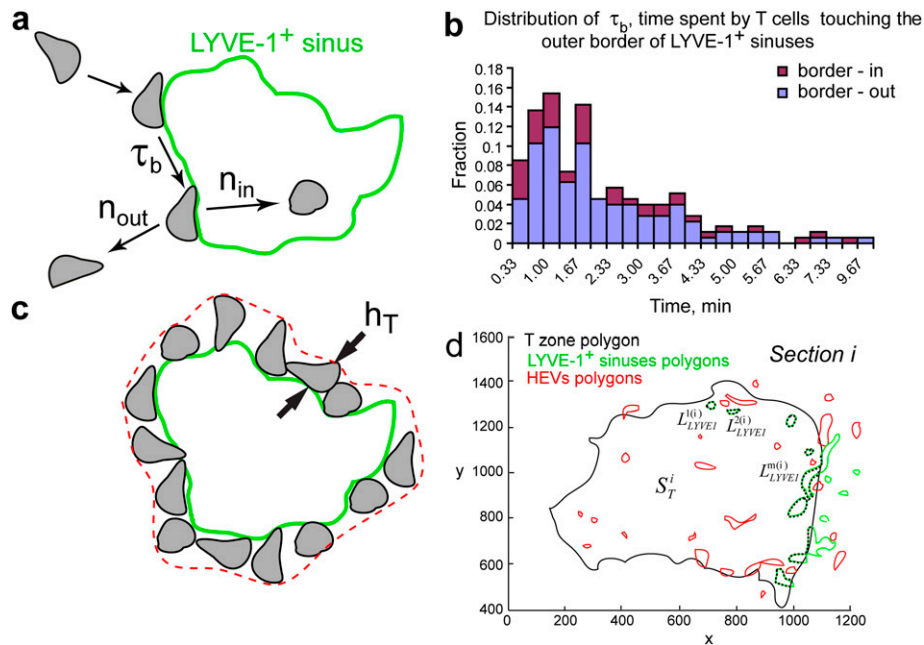 a
LYVE-1+ sinus
τb
nin
nout
b
Distribution of τb, time spent by T cells touching the
outer border of LYVE-1+ sinuses
border - in
border - out
Fraction
0.18
0.16
0.14
0.12
0.1
0.08
0.06
0.04
0.02
0
0.33
1.00
1.67
2.33
3.00
3.67
4.33
5.00
5.67
6.33
7.33
9.67
Time, min
c
hT
d
T zone polygon
LYVE-1+ sinuses polygons
HEVs polygons
Section i
1600
1400
1200
1000
800
600
400
y
L1(i)LYVE1
L2(i)LYVE1
Lm(i)LYVE1
SiT
0 200 400 600 800 1000 1200
x